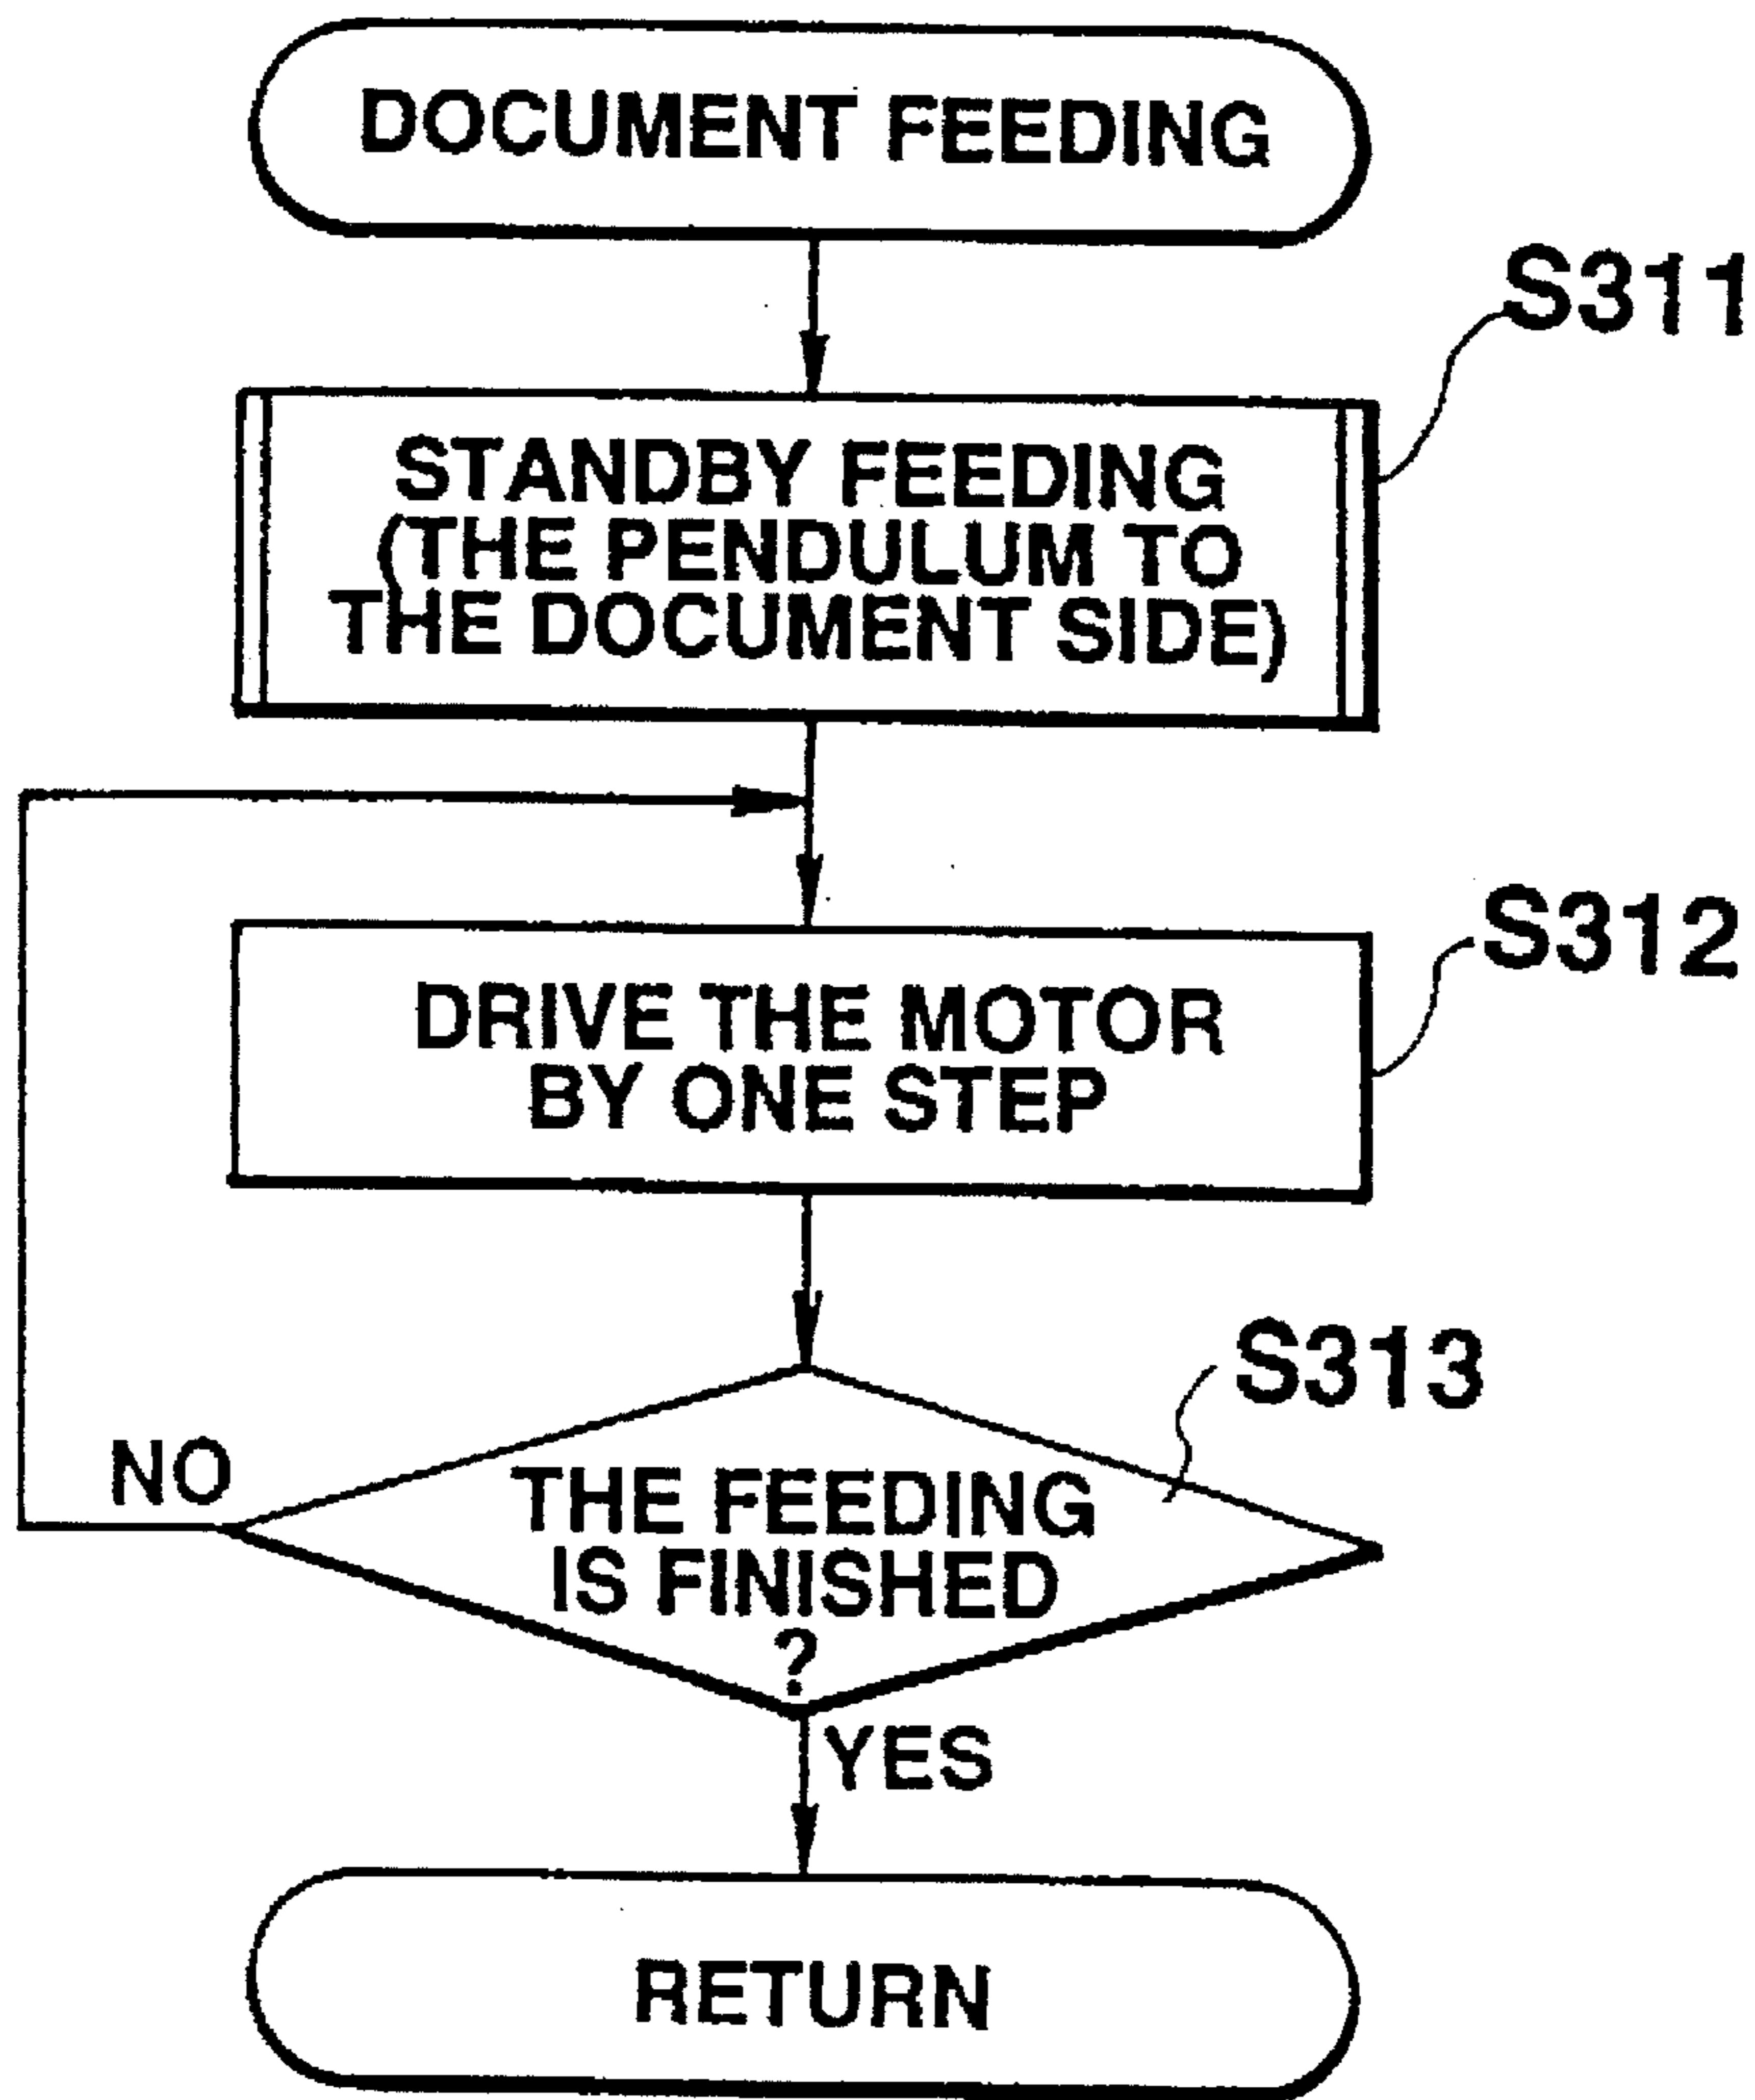 DOCUMENT FEEDING
S311
STANDBY FEEDING
(THE PENDULUM TO
THE DOCUMENT SIDE)
S312
DRIVE THE MOTOR
BY ONE STEP
S313
NO
THE FEEDING
IS FINISHED
?
YES
RETURN